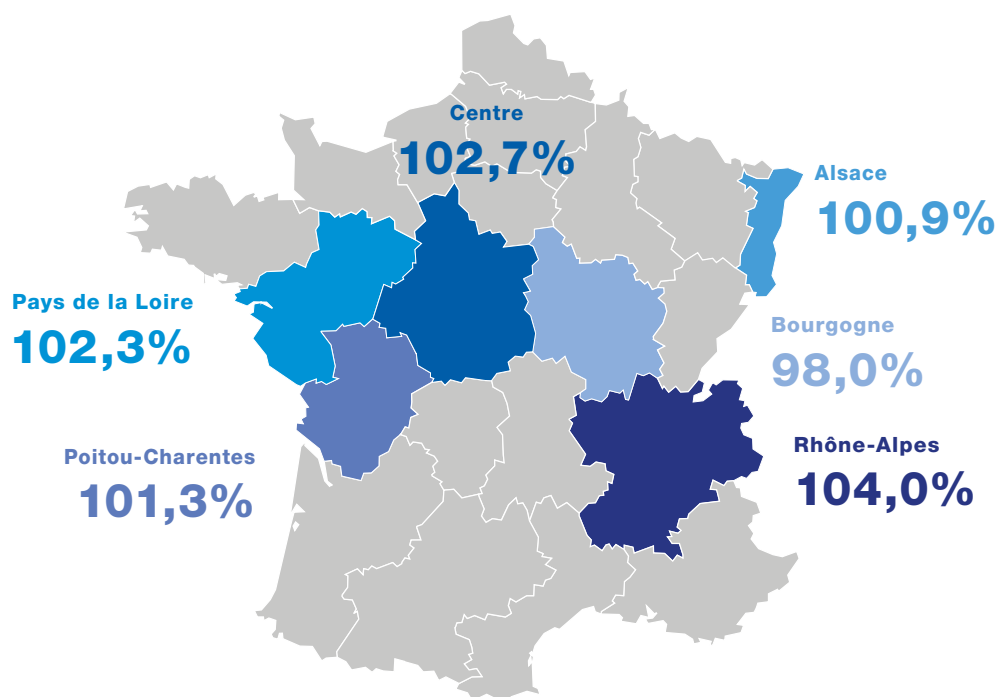 Centre
102,7%
Alsace
100,9%
Pays de la Loire
102,3%
Bourgogne
98,0%
Poitou-Charentes
101,3%
Rhône-Alpes
104,0%